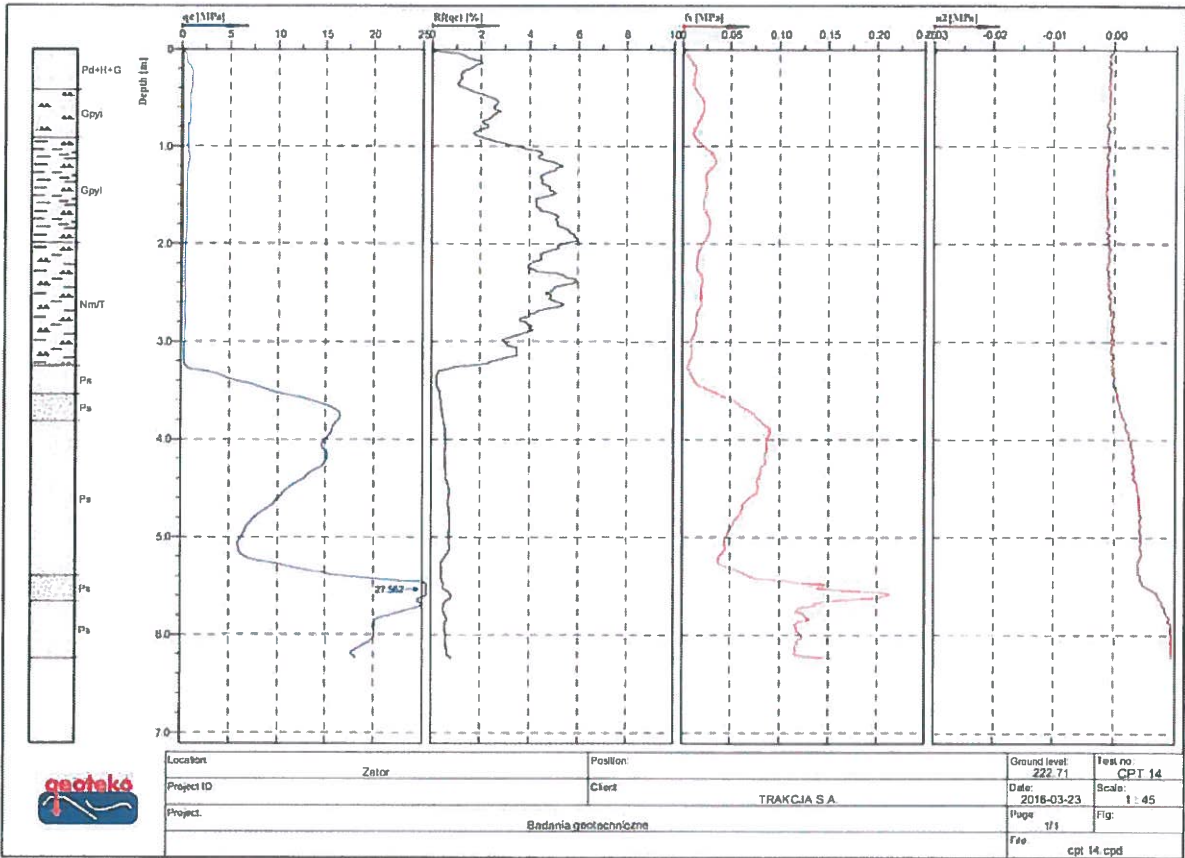 qc [MPa]
Rf(qc) [%]
fs [MPa]
u2 [MPa]
0 5 10 15 20 25
0 2 4 6 8 10
0 0.05 0.10 0.15 0.20
-0.02 -0.01 0.00
Depth [m]
0
1.0
2.0
3.0
4.0
5.0
6.0
7.0
Pd+H+G
Gpyl
Gpyl
Nm/T
Ps
Ps
Ps
Ps
Ps
27.562
geoteko
Location:
Zator
Position:
Ground level:
222.71
Test no.
CPT 14
Project ID
Client
TRAKCJA S.A.
Date:
2016-03-23
Scale:
1 : 45
Project:
Badania geotechniczne
Page
1/1
Fig:
File
cpt 14.cpd